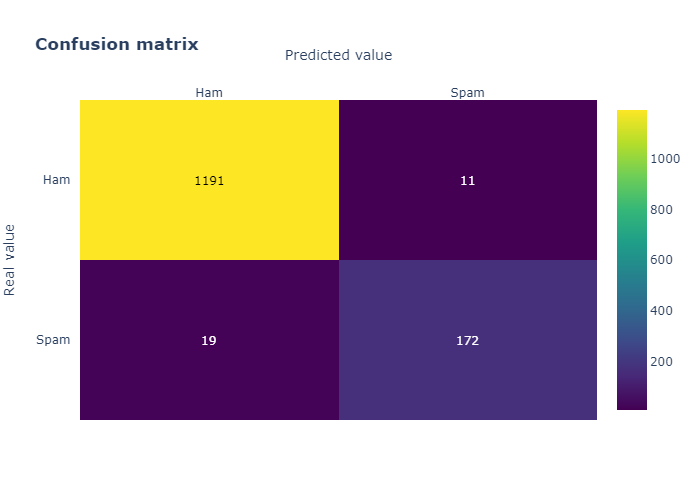 Confusion matrix
Predicted value
Ham Spam
Ham 1191 11
Spam 19 172
Real value
1000
800
600
400
200